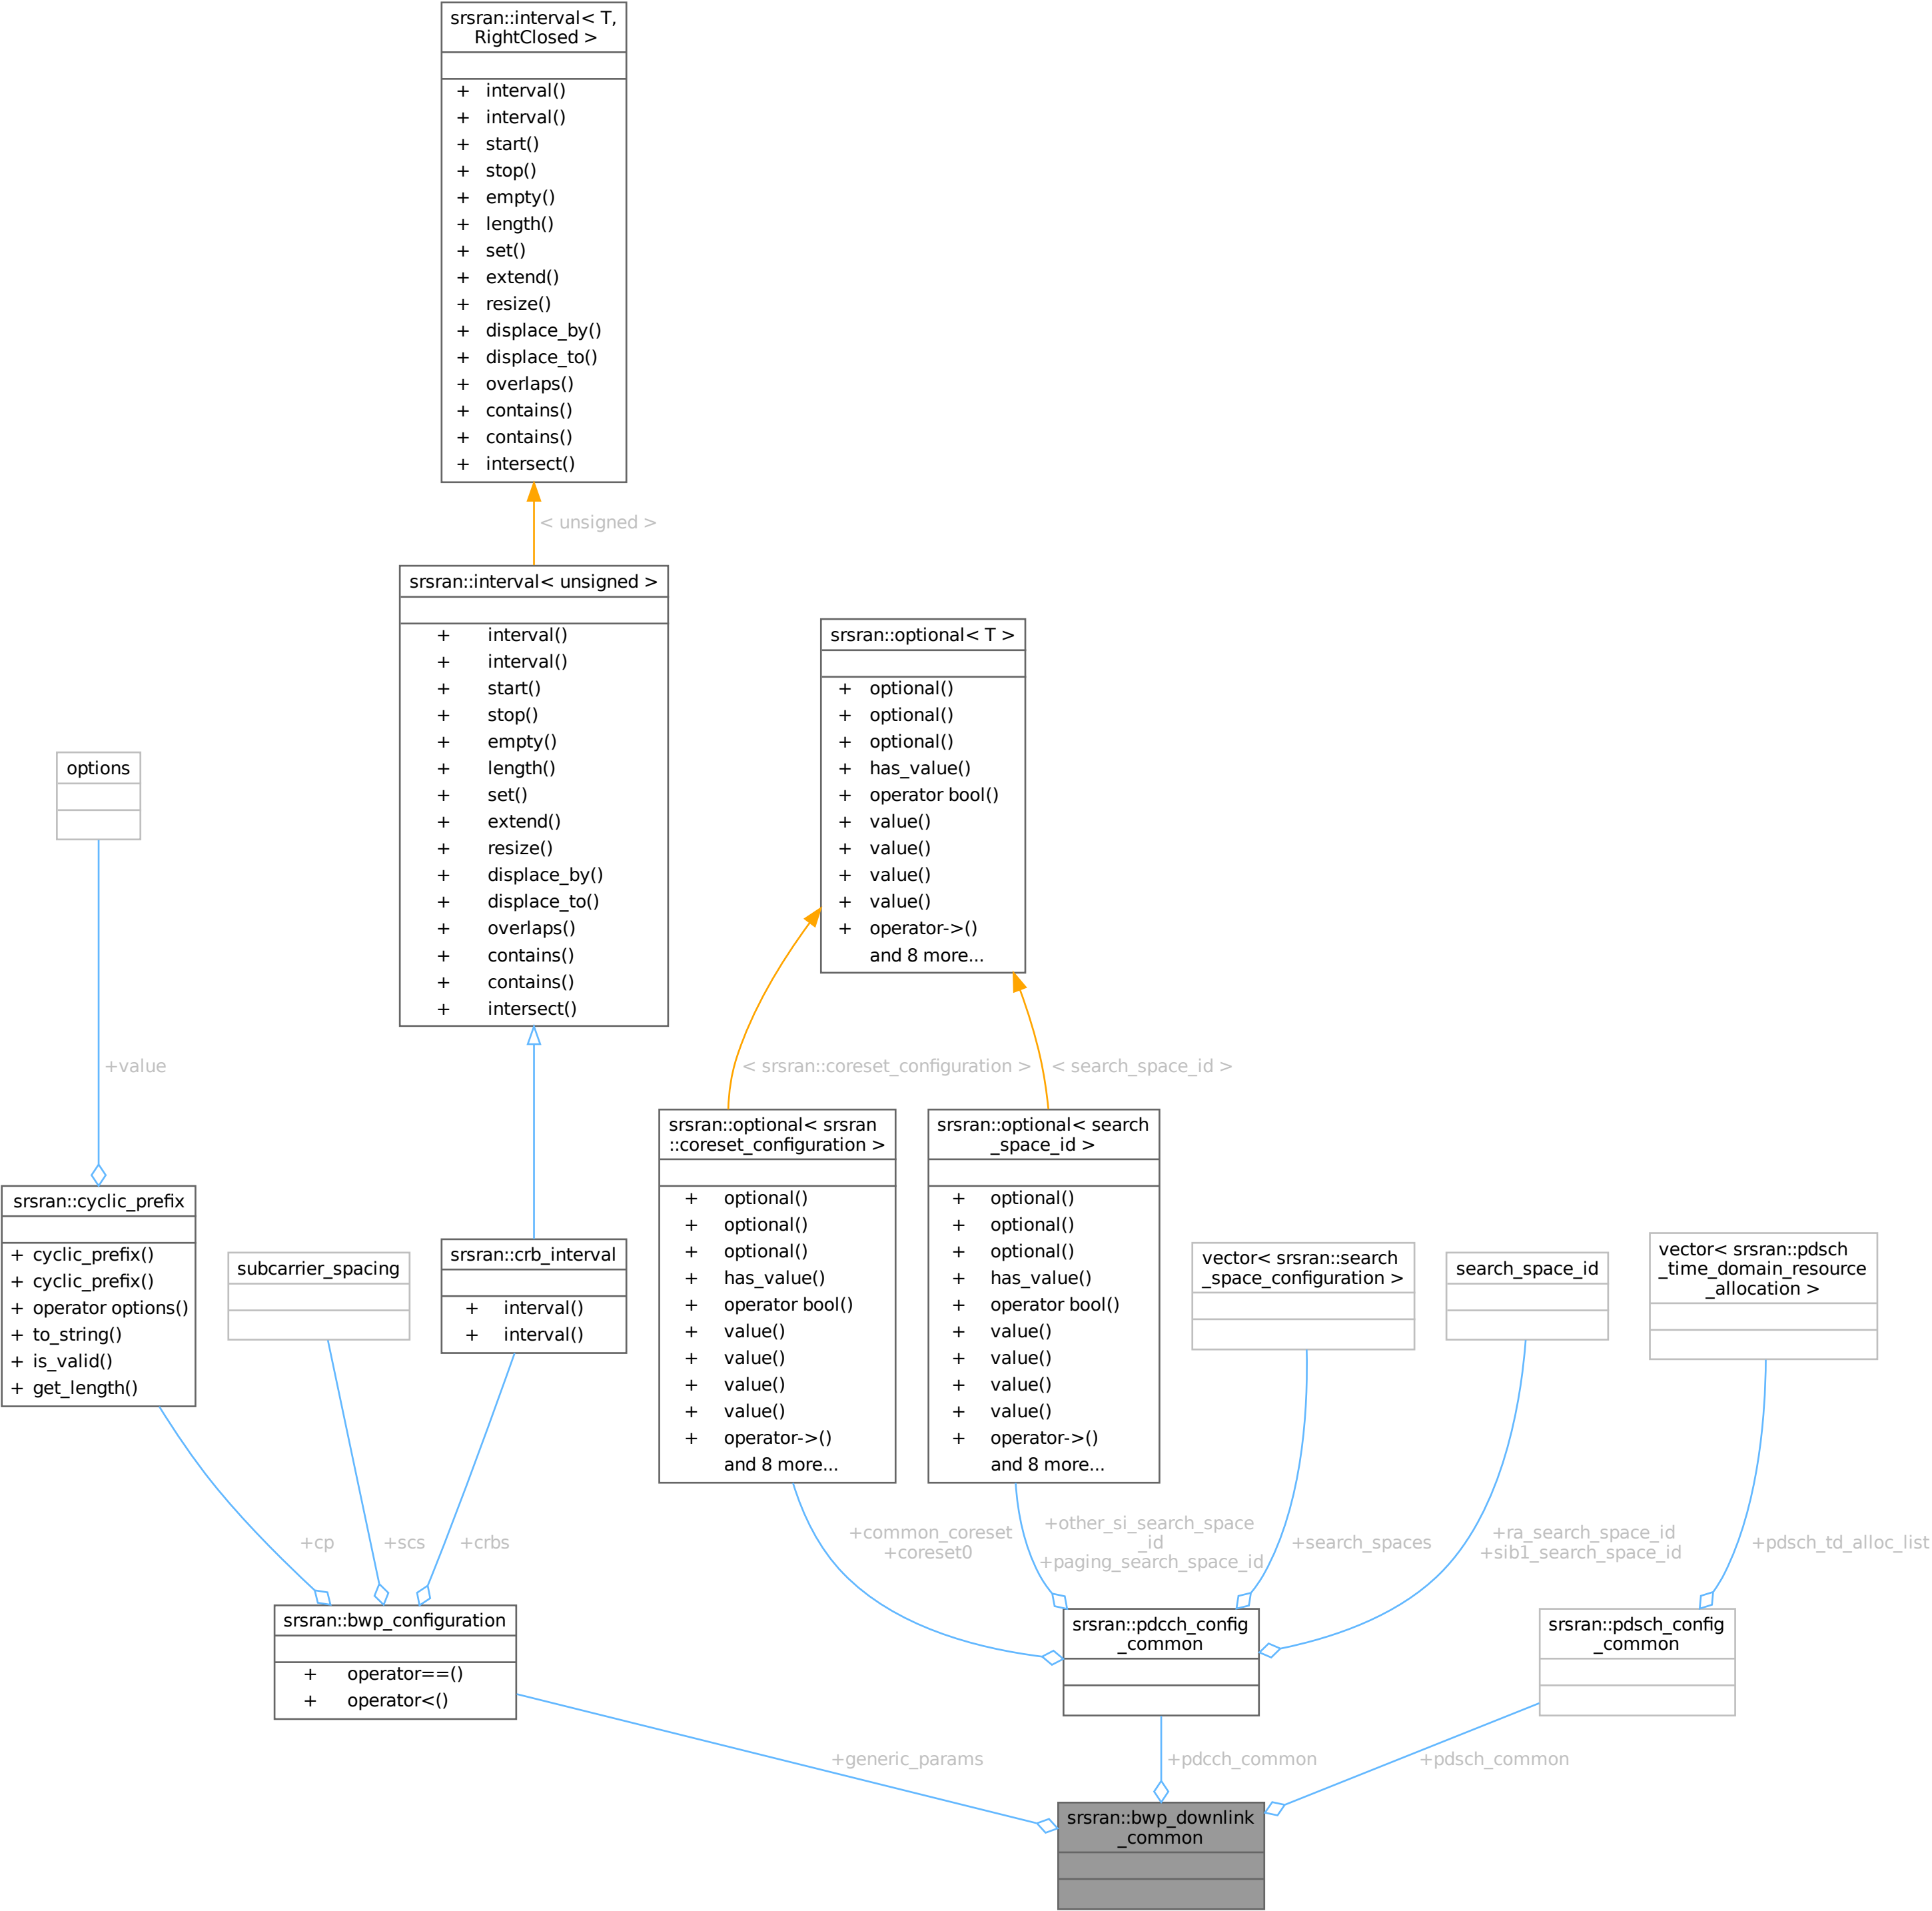 srsran::interval< T,
RightClosed >
+ interval()
+ interval()
+ start()
+ stop()
+ empty()
+ length()
+ set()
+ extend()
+ resize()
+ displace_by()
+ displace_to()
+ overlaps()
+ contains()
+ contains()
+ intersect()
< unsigned >
srsran::interval< unsigned >
+ interval()
+ interval()
+ start()
+ stop()
+ empty()
+ length()
+ set()
+ extend()
+ resize()
+ displace_by()
+ displace_to()
+ overlaps()
+ contains()
+ contains()
+ intersect()
srsran::optional< T >
+ optional()
+ optional()
+ optional()
+ has_value()
+ operator bool()
+ value()
+ value()
+ value()
+ value()
+ operator->()
and 8 more...
options
+value
< srsran::coreset_configuration >
< search_space_id >
srsran::cyclic_prefix
+ cyclic_prefix()
+ cyclic_prefix()
+ operator options()
+ to_string()
+ is_valid()
+ get_length()
subcarrier_spacing
srsran::crb_interval
+ interval()
+ interval()
srsran::optional< srsran
::coreset_configuration >
+ optional()
+ optional()
+ optional()
+ has_value()
+ operator bool()
+ value()
+ value()
+ value()
+ value()
+ operator->()
and 8 more...
srsran::optional< search
_space_id >
+ optional()
+ optional()
+ optional()
+ has_value()
+ operator bool()
+ value()
+ value()
+ value()
+ value()
+ operator->()
and 8 more...
vector< srsran::search
_space_configuration >
search_space_id
vector< srsran::pdsch
_time_domain_resource
_allocation >
+cp
+scs
+crbs
+common_coreset
+coreset0
+other_si_search_space
_id
+paging_search_space_id
+search_spaces
+ra_search_space_id
+sib1_search_space_id
+pdsch_td_alloc_list
srsran::bwp_configuration
+ operator==()
+ operator<()
srsran::pdcch_config
_common
srsran::pdsch_config
_common
+generic_params
+pdcch_common
+pdsch_common
srsran::bwp_downlink
_common